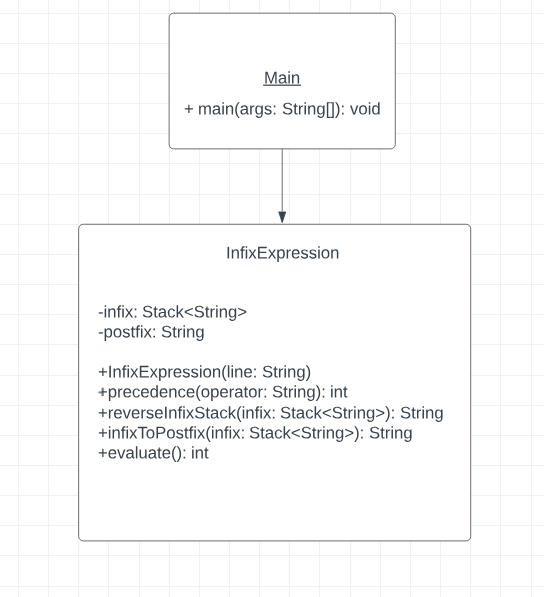 Main
+ main(args: String[]): void
InfixExpression
-infix: Stack<String>
-postfix: String
+InfixExpression(line: String)
+precedence(operator: String): int
+reverseInfixStack(infix: Stack<String>): String
+infixToPostfix(infix: Stack<String>): String
+evaluate(): int